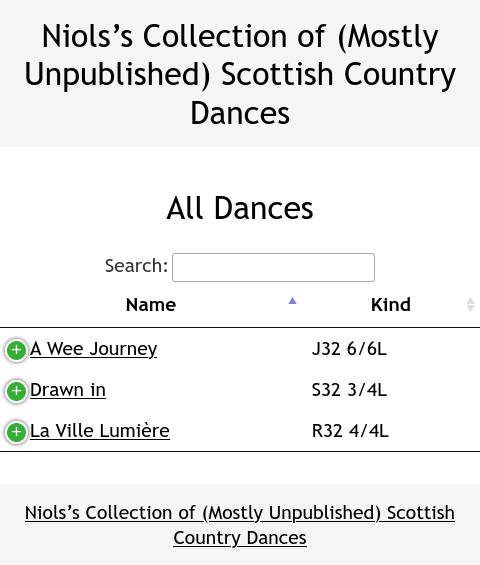 Niols’s Collection of (Mostly
Unpublished) Scottish Country
Dances
All Dances
Search:
Name Kind
A Wee Journey J32 6/6L
Drawn in S32 3/4L
La Ville Lumière R32 4/4L
Niols’s Collection of (Mostly Unpublished) Scottish
Country Dances